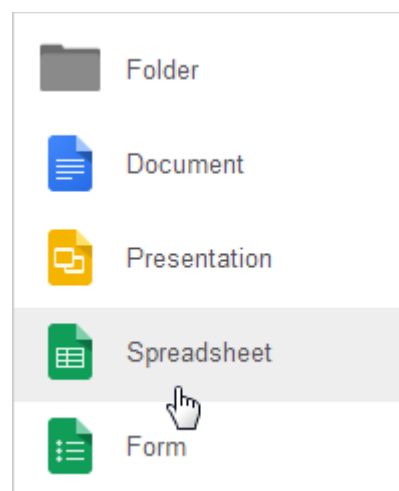 Folder
Document
Presentation
Spreadsheet
Form